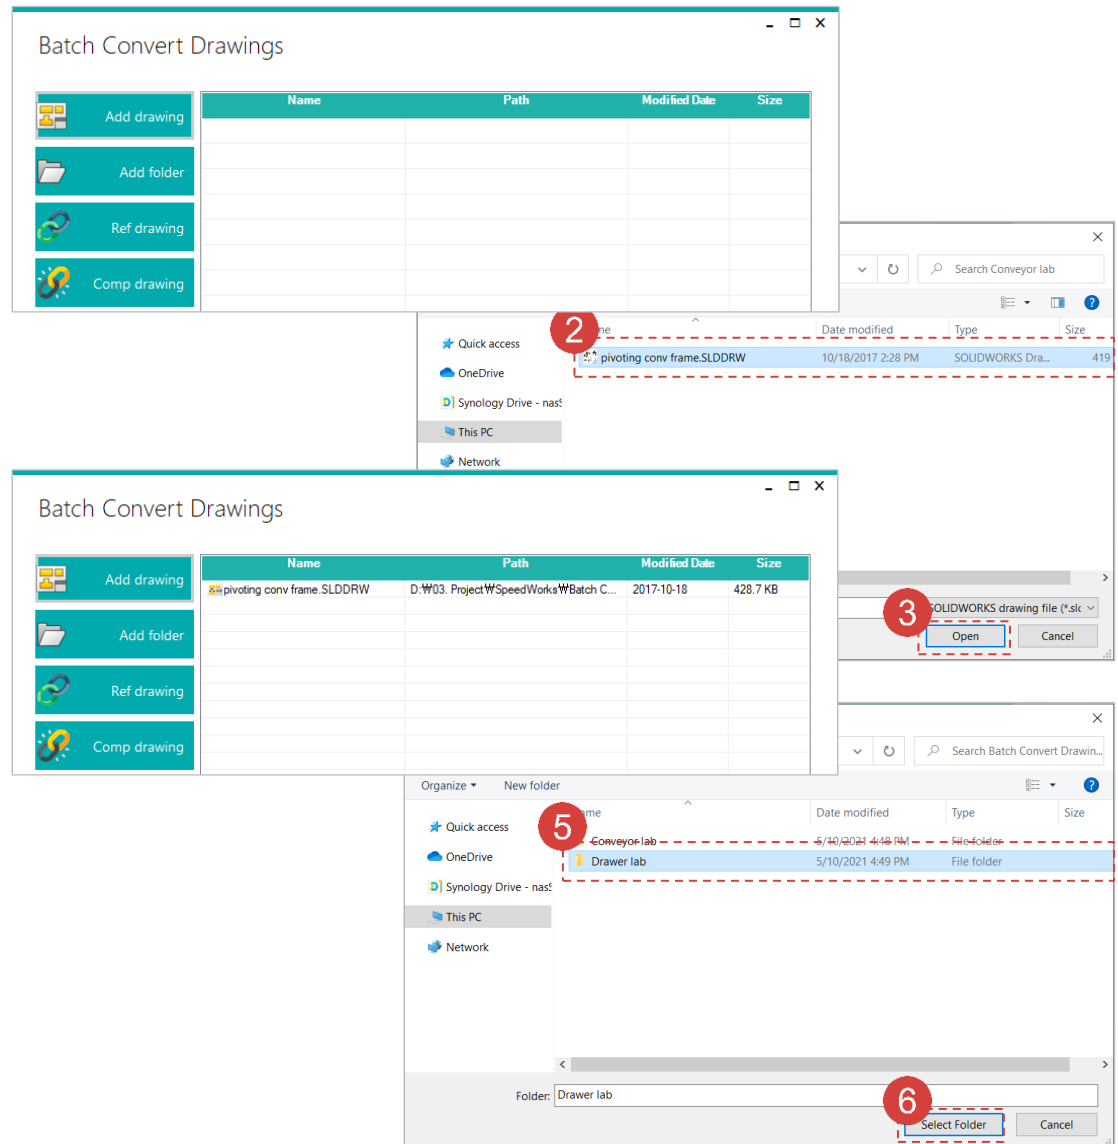 Batch Convert Drawings
Name Path Modified Date Size
Add drawing
Add folder
Ref drawing
Comp drawing
Search Conveyor lab
2
Date modified Type Size
Quick access
pivoting conv frame.SLDDRW 10/18/2017 2:28 PM SOLIDWORKS Dra... 419
OneDrive
Synology Drive - nas
This PC
Network
Batch Convert Drawings
Name Path Modified Date Size
Add drawing
pivoting conv frame.SLDDRW D:₩03. Project₩SpeedWorks₩Batch C... 2017-10-18 428.7 KB
Add folder
Ref drawing
Comp drawing
3
SOLIDWORKS drawing file (*.slc
Open Cancel
Search Batch Convert Drawin...
Organize New folder
5
Date modified Type Size
Quick access
Conveyor lab 5/10/2021 4:48 PM File folder
Drawer lab 5/10/2021 4:49 PM File folder
OneDrive
Synology Drive - nas
This PC
Network
Folder: Drawer lab
6
Select Folder Cancel